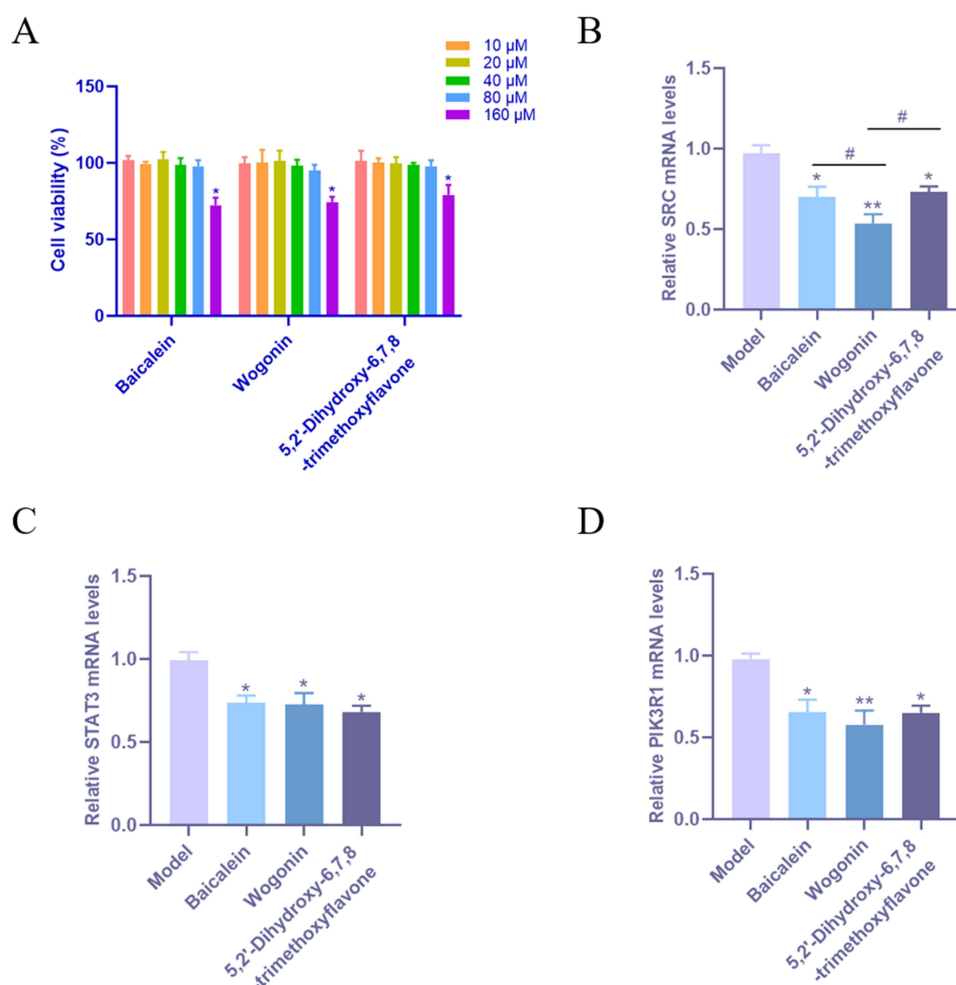 A
10 μM
20 μM
40 μM
80 μM
160 μM
Cell viability (%)
150
100
50
0
*
*
*
Baicalein
Wogonin
5,2'-Dihydroxy-6,7,8
-trimethoxyflavone
B
Relative SRC mRNA levels
1.5
1.0
0.5
0.0
#
#
*
**
*
Model
Baicalein
Wogonin
5,2'-Dihydroxy-6,7,8
-trimethoxyflavone
C
Relative STAT3 mRNA levels
1.5
1.0
0.5
0.0
*
*
*
Model
Baicalein
Wogonin
5,2'-Dihydroxy-6,7,8
-trimethoxyflavone
D
Relative PIK3R1 mRNA levels
1.5
1.0
0.5
0.0
*
**
*
Model
Baicalein
Wogonin
5,2'-Dihydroxy-6,7,8
-trimethoxyflavone